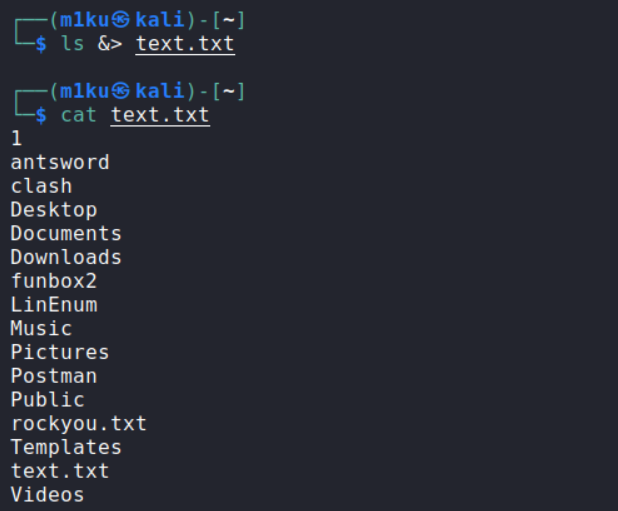 ┌──(m1ku㉿kali)-[~]
└─$ ls &> text.txt
┌──(m1ku㉿kali)-[~]
└─$ cat text.txt
1
antsword
clash
Desktop
Documents
Downloads
funbox2
LinEnum
Music
Pictures
Postman
Public
rockyou.txt
Templates
text.txt
Videos